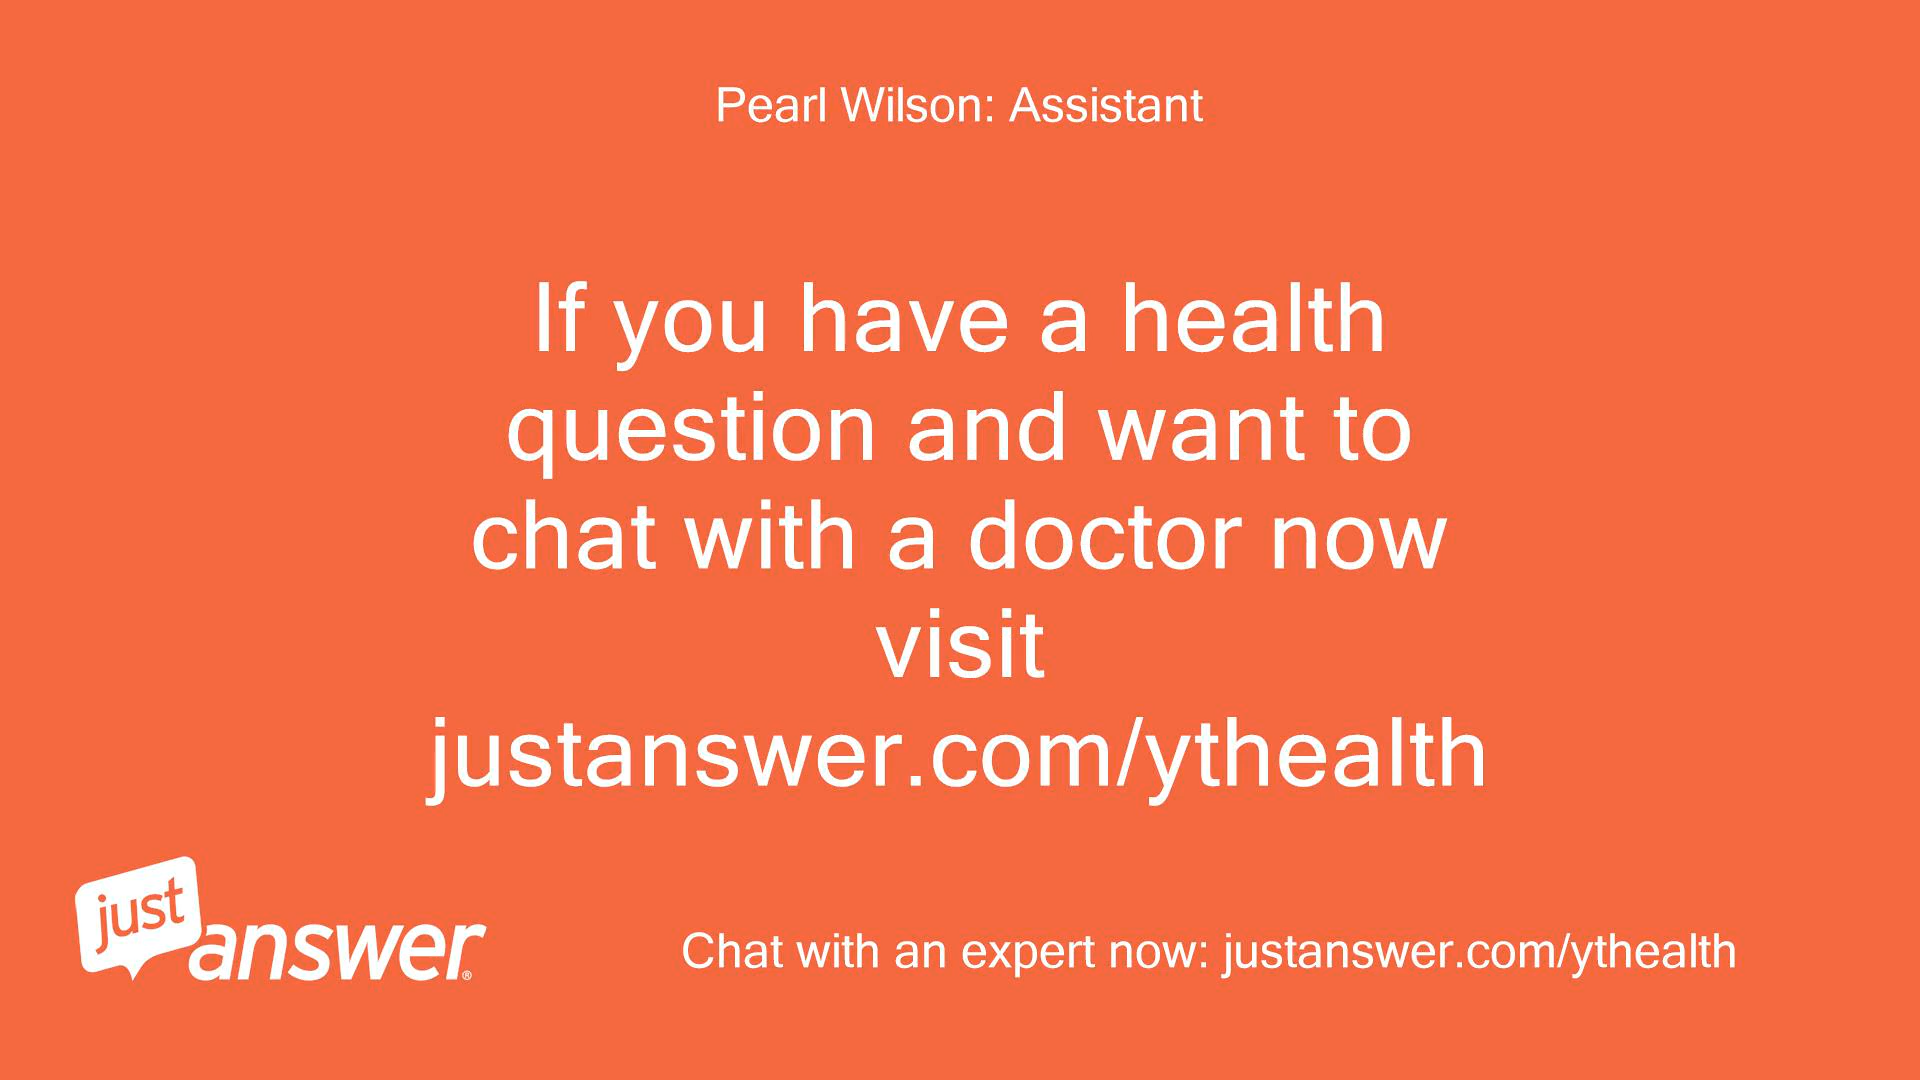 Pearl Wilson: Assistant
If you have a health
question and want to
chat with a doctor now
visit
justanswer.com/ythealth
just
answer®
Chat with an expert now: justanswer.com/ythealth